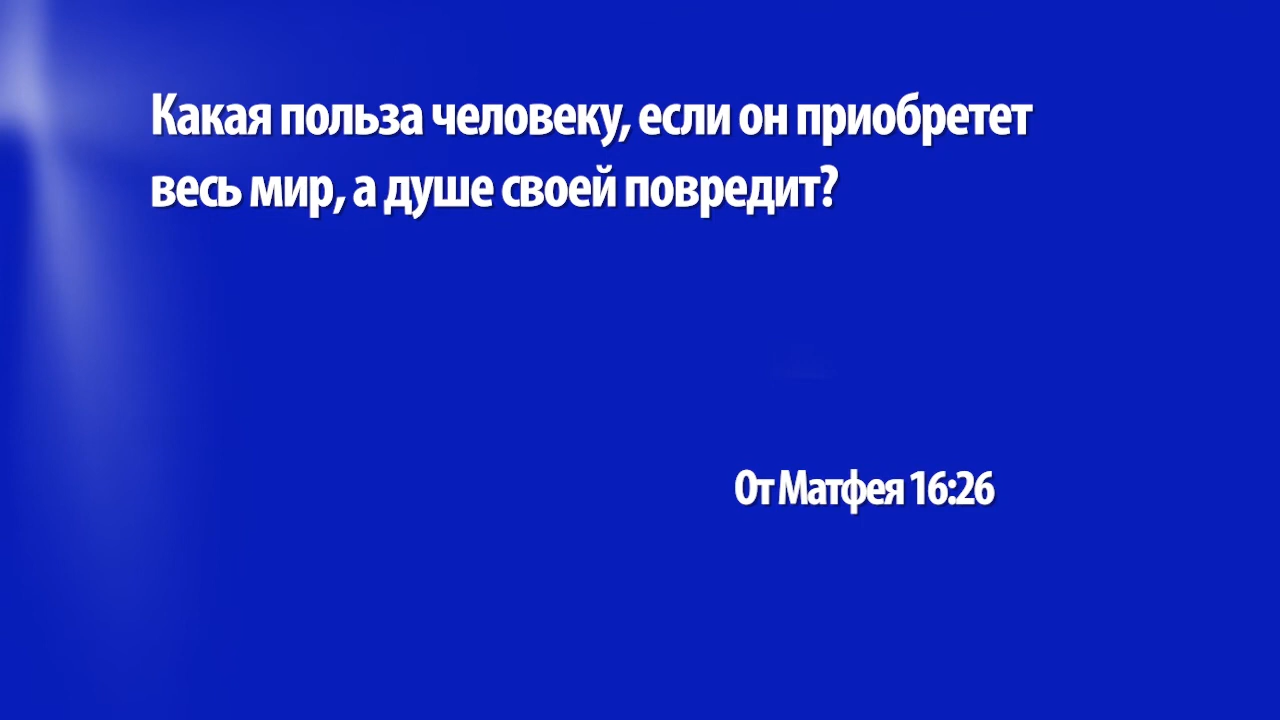 Какая польза человеку, если он приобретет
весь мир, а душе своей повредит?
От Матфея 16:26